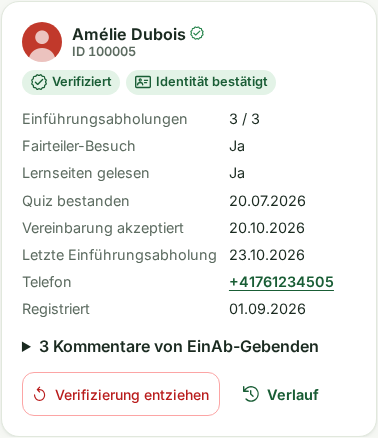 Amélie Dubois
ID 100005
Verifiziert Identität bestätigt
Einführungsabholungen 3 / 3
Fairteiler-Besuch Ja
Lernseiten gelesen Ja
Quiz bestanden 20.07.2026
Vereinbarung akzeptiert 20.10.2026
Letzte Einführungsabholung 23.10.2026
Telefon +41761234505
Registriert 01.09.2026
3 Kommentare von EinAb-Gebenden
Verifizierung entziehen Verlauf